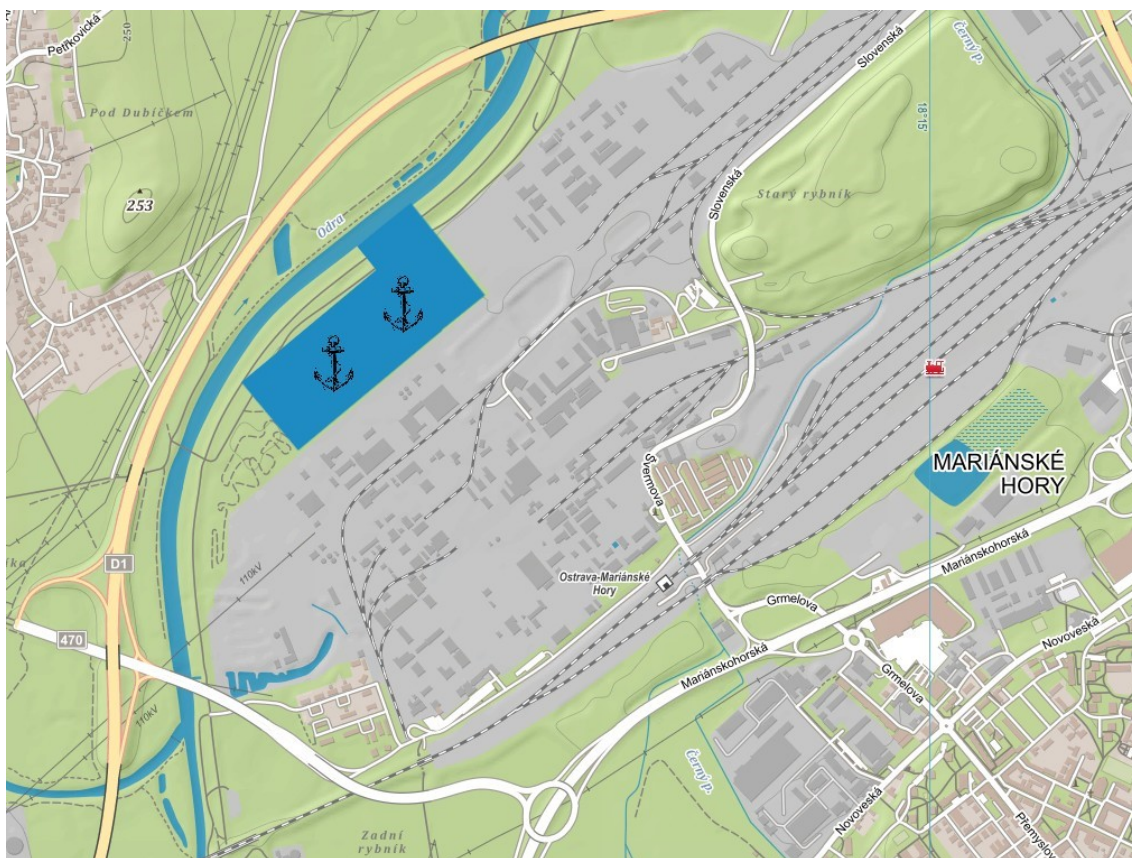 Petřkovická
250
Pod Dubíčkem
253
Odra
Slovenská
Černý p.
18°15'
Slovenská
Starý rybník
MARIÁNSKÉ
HORY
Švermova
Mariánskohorská
110kV
D1
Ostrava-Mariánské
Hory
Grmelova
470
Mariánskohorská
Novoveská
Grmelova
110kV
Černý p.
Novoveská
Přemyslov
Zadní
rybník